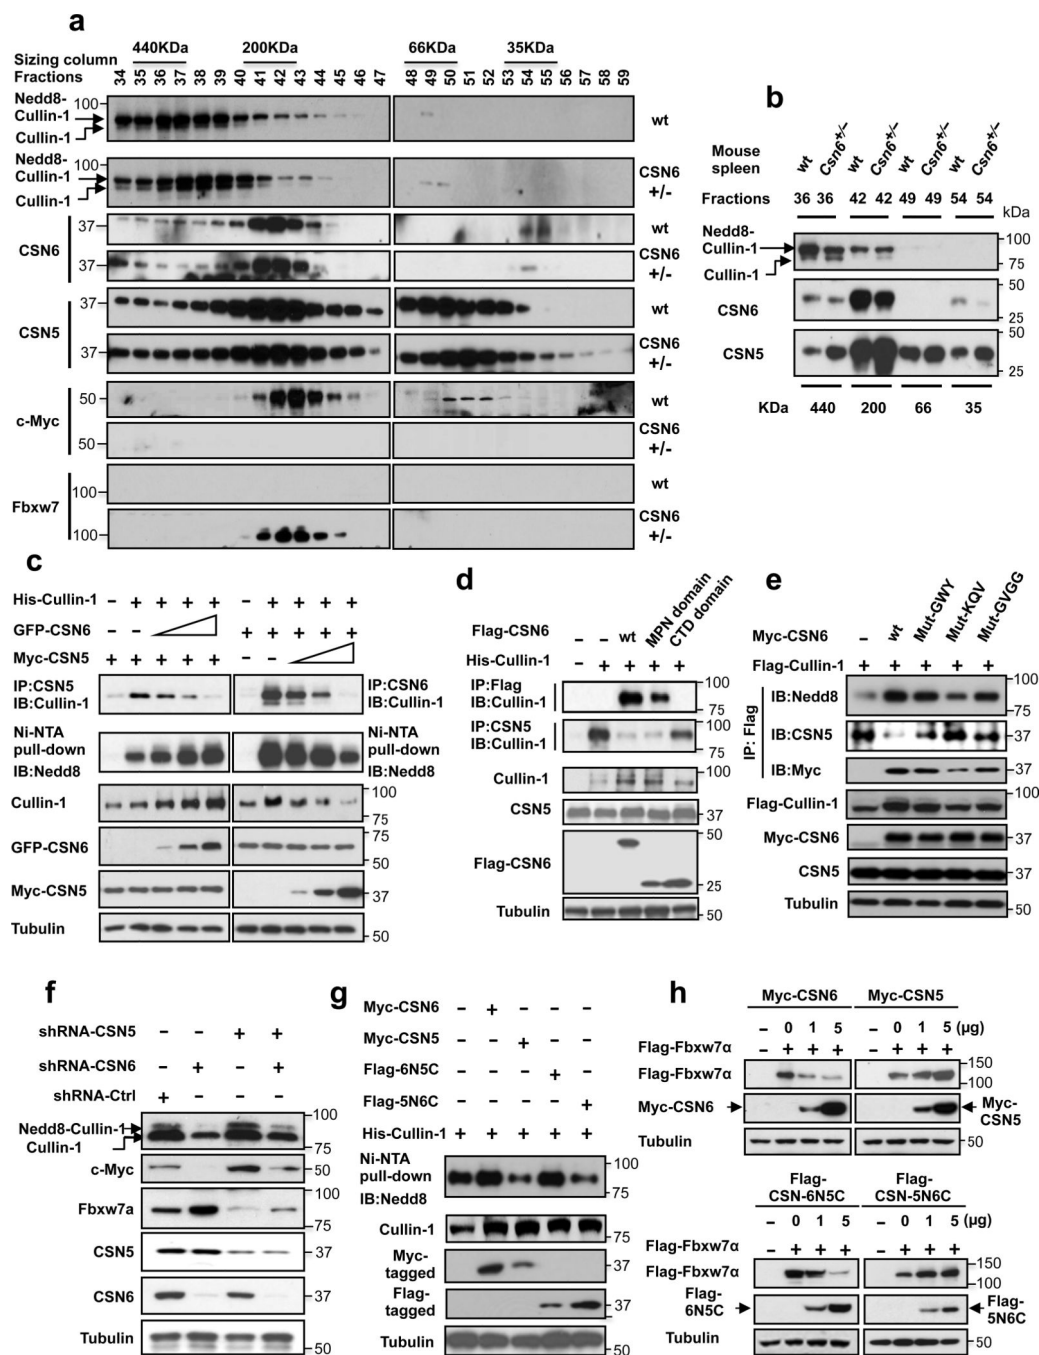 a
440KDa 200KDa 66KDa 35KDa
Sizing column
Fractions 34 35 36 37 38 39 40 41 42 43 44 45 46 47 48 49 50 51 52 53 54 55 56 57 58 59
Nedd8-
Cullin-1
Cullin-1
100
wt
Nedd8-
Cullin-1
Cullin-1
100
CSN6
+/-
CSN6
37 wt
37 CSN6
+/-
CSN5
37 wt
37 CSN6
+/-
c-Myc
50 wt
50 CSN6
+/-
Fbxw7
100 wt
100 CSN6
+/-
b
Mouse
spleen
wt Csn6+/- wt Csn6+/- wt Csn6+/- wt Csn6+/-
Fractions 36 36 42 42 49 49 54 54
kDa
Nedd8-
Cullin-1
Cullin-1
100
75
CSN6 50
25
CSN5 50
25
KDa 440 200 66 35
c
His-Cullin-1 - + + + + - + + + +
GFP-CSN6 - - + + + + +
Myc-CSN5 + + + + + - -
IP:CSN5
IB:Cullin-1
IP:CSN6
IB:Cullin-1
Ni-NTA
pull-down
IB:Nedd8
Ni-NTA
pull-down
IB:Nedd8
Cullin-1 100
75
GFP-CSN6 75
50
Myc-CSN5 37
Tubulin 50
d
Flag-CSN6 - - wt MPN domain CTD domain
His-Cullin-1 - + + + +
IP:Flag
IB:Cullin-1
100
75
IP:CSN5
IB:Cullin-1
100
75
Cullin-1 100
75
CSN5 37
Flag-CSN6 50
25
Tubulin 50
e
Myc-CSN6 - wt Mut-GWY Mut-KQV Mut-GVGG
Flag-Cullin-1 + + + + +
IP: Flag
IB:Nedd8 100
75
IB:CSN5 37
IB:Myc 37
Flag-Cullin-1 100
75
Myc-CSN6 37
CSN5 37
Tubulin 50
f
shRNA-CSN5 - - + +
shRNA-CSN6 - + - +
shRNA-Ctrl + - - -
Nedd8-Cullin-1
Cullin-1
100
75
c-Myc 50
Fbxw7a 100
75
CSN5 37
CSN6 37
Tubulin 50
g
Myc-CSN6 - + - - -
Myc-CSN5 - - + - -
Flag-6N5C - - - + -
Flag-5N6C - - - - +
His-Cullin-1 + + + + +
Ni-NTA
pull-down
IB:Nedd8
100
75
Cullin-1
Myc-
tagged
37
Flag-
tagged
37
Tubulin 50
h
Myc-CSN6 Myc-CSN5
- 0 1 5 - 0 1 5 (μg)
Flag-Fbxw7α - + + + - + + +
Flag-Fbxw7α 150
100
Myc-CSN6 Myc-
CSN5
Tubulin 50
Flag-
CSN-6N5C
Flag-
CSN-5N6C
- 0 1 5 - 0 1 5 (μg)
Flag-Fbxw7α - + + + - + + +
Flag-Fbxw7α 150
100
Flag-
6N5C
Flag-
5N6C
Tubulin 50